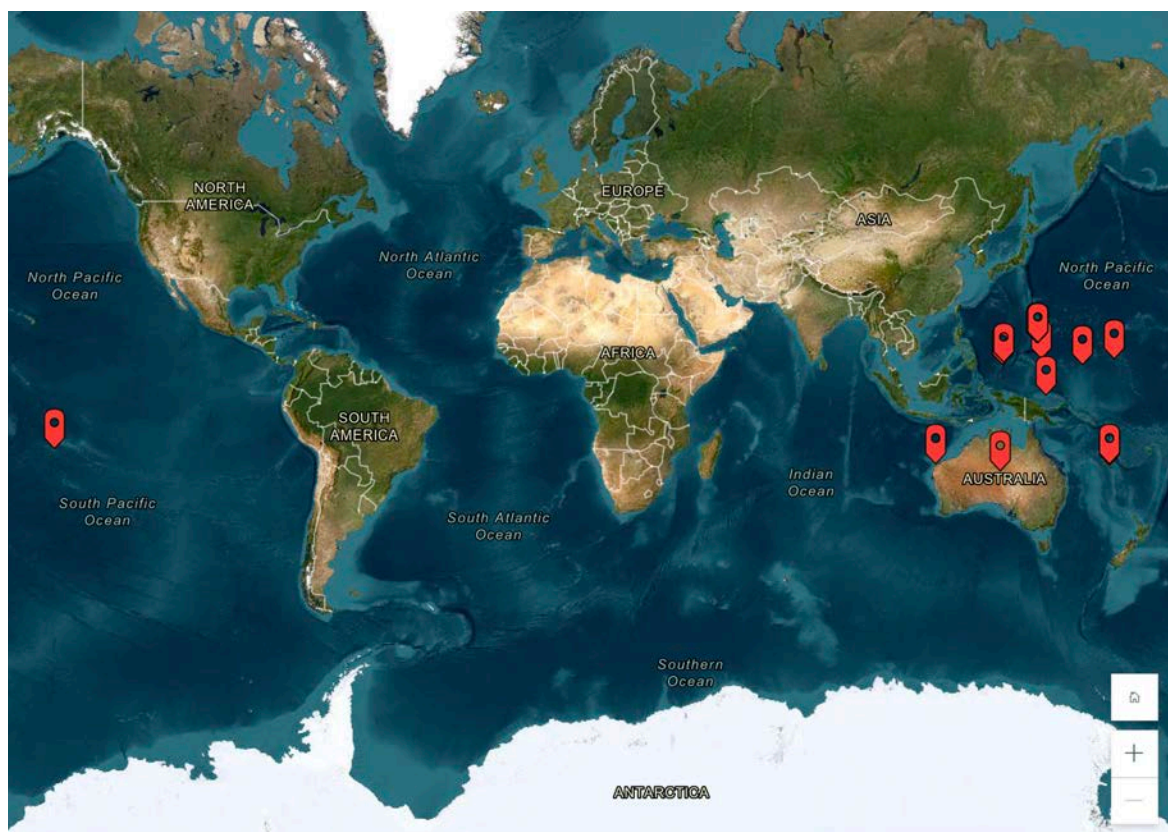 NORTH
AMERICA
EUROPE
ASIA
North Atlantic
Ocean
North Pacific
Ocean
North Pacific
Ocean
AFRICA
SOUTH
AMERICA
Indian
Ocean
AUSTRALIA
South Pacific
Ocean
South Atlantic
Ocean
Southern
Ocean
ANTARCTICA